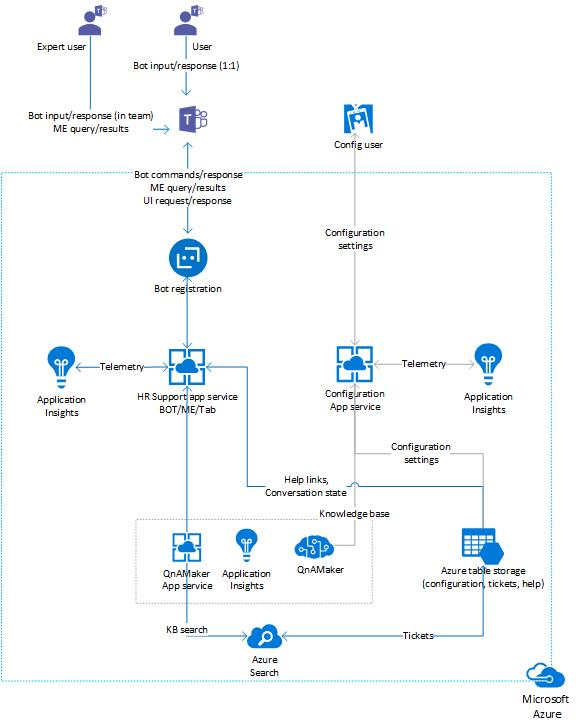 Expert user
User
Bot input/response (1:1)
Bot input/response (in team)
ME query/results
T
Config user
Bot commands/response
ME query/results
UI request/response
Configuration
settings
Bot registration
Telemetry
Telemetry
Application
Insights
HR Support app service
BOT/ME/Tab
Configuration
App service
Application
Insights
Configuration
settings
Help links,
Conversation state
Knowledge base
QnAMaker
App service
Application
Insights
QnAMaker
Azure table storage
(configuration, tickets, help)
KB search
Tickets
Azure
Search
Microsoft
Azure